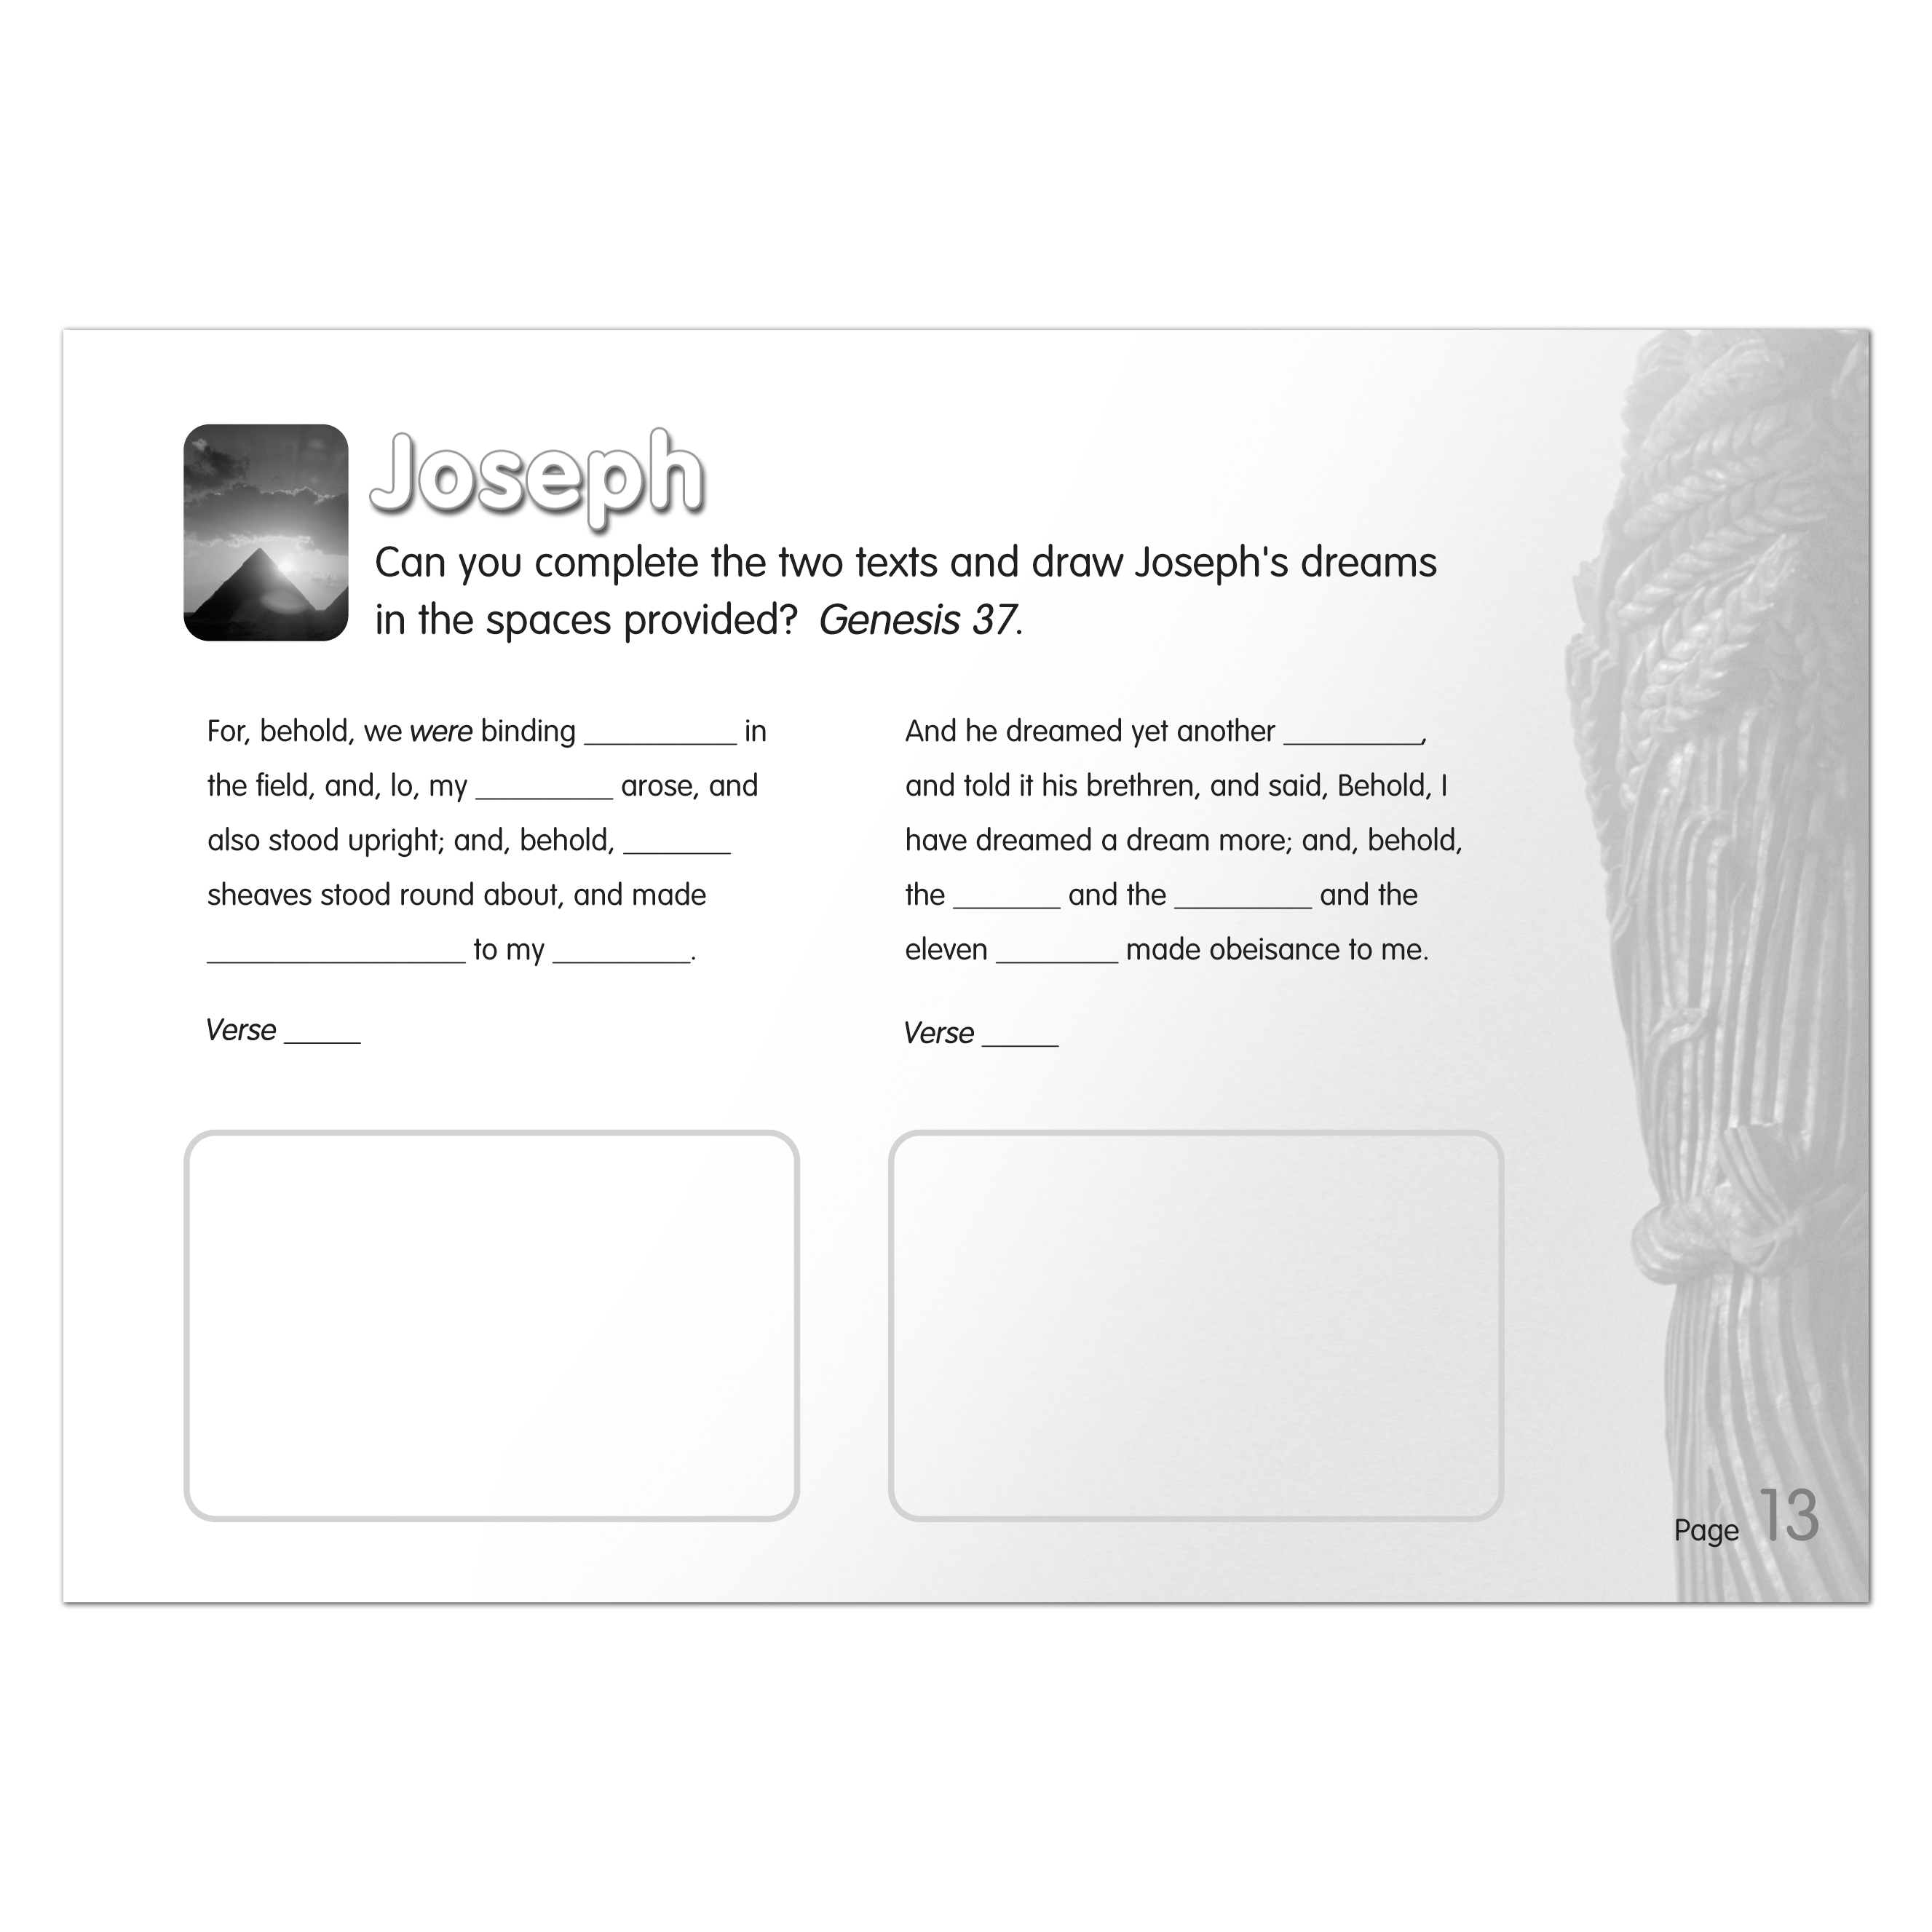 Joseph
Can you complete the two texts and draw Joseph's dreams
in the spaces provided?  Genesis 37.
For, behold, we were binding __________ in
the field, and, lo, my _________ arose, and
also stood upright; and, behold, _______
sheaves stood round about, and made
_________________ to my _________.
Verse _____
And he dreamed yet another _________,
and told it his brethren, and said, Behold, I
have dreamed a dream more; and, behold,
the _______ and the _________ and the
eleven ________ made obeisance to me.
Verse _____
Page 13